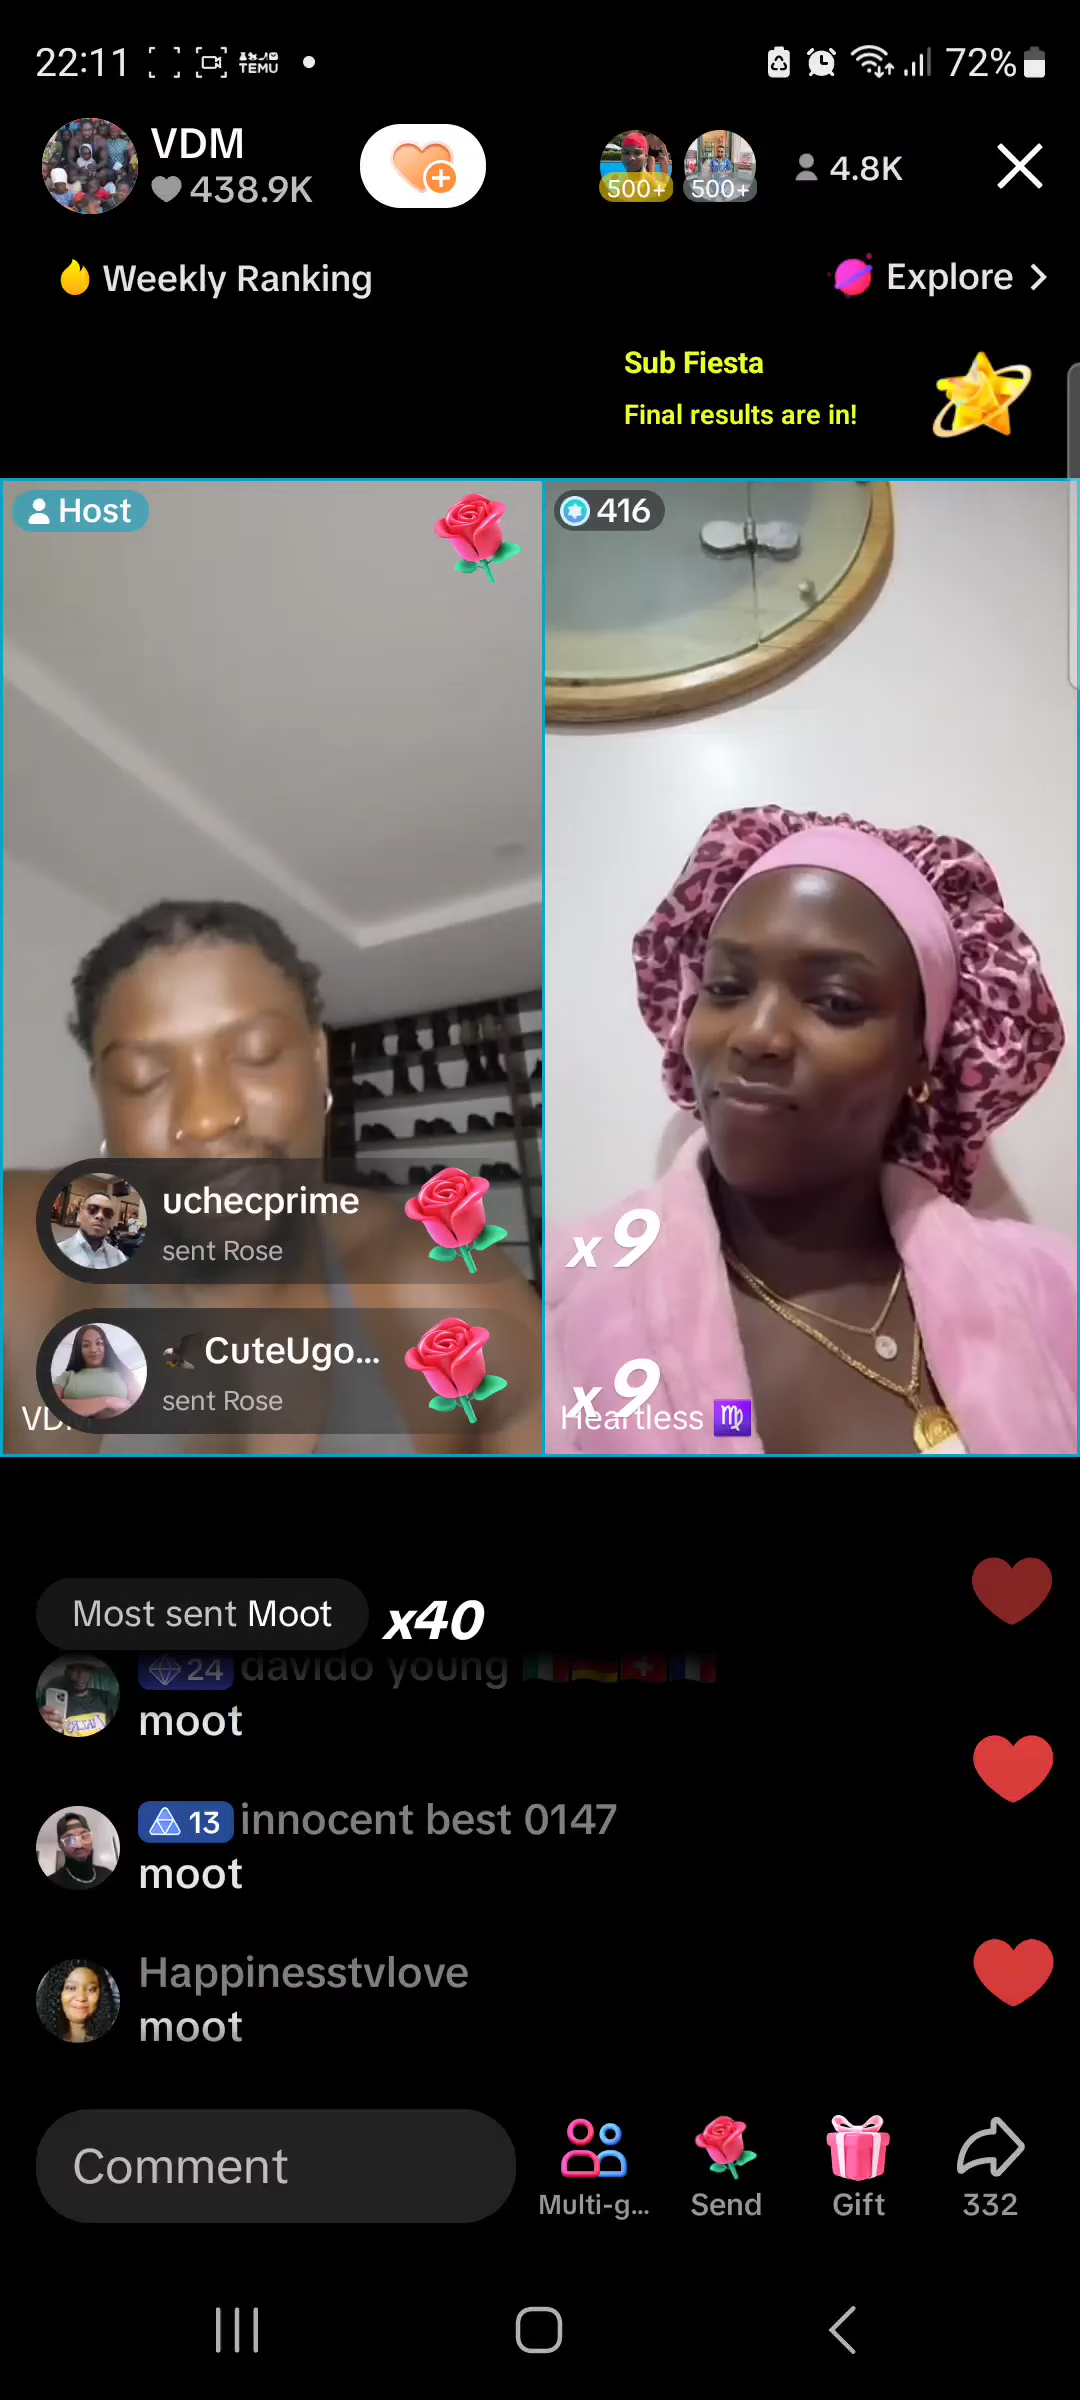 22:11
TEMU
72%
VDM
438.9K
500+
500+
4.8K
Weekly Ranking
Explore
Sub Fiesta
Final results are in!
Host
416
uchecprime
sent Rose
x9
CuteUgo...
sent Rose
x9
VD
Heartless
Most sent Moot
x40
24 davido young
moot
13 innocent best 0147
moot
Happinesstvlove
moot
Comment
Multi-g...
Send
Gift
332